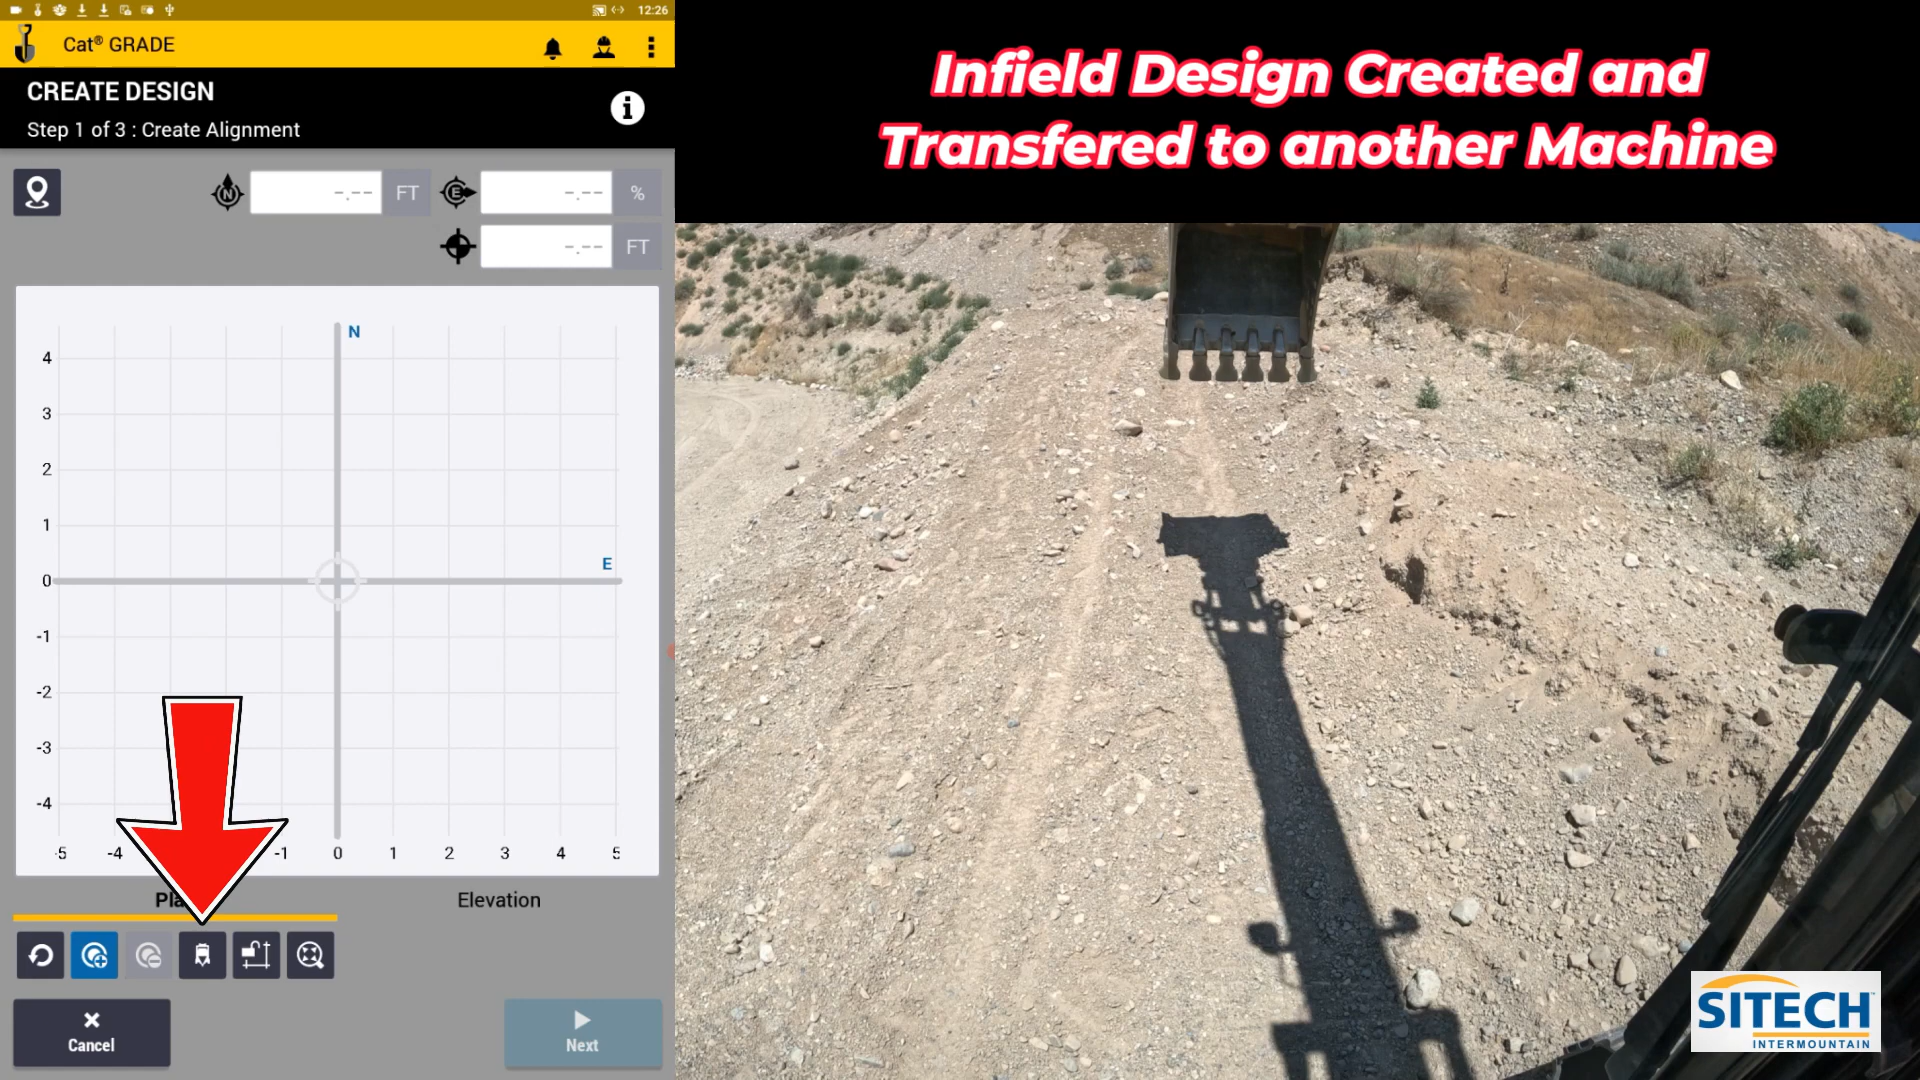 12:26
Cat® GRADE
CREATE DESIGN
Step 1 of 3 : Create Alignment
N -.-- FT E -.-- %
-.-- FT
N
4
3
2
1
E
0
-1
-2
-3
-4
-5 -4 -1 0 1 2 3 4 5
Pla Elevation
Cancel
Next
Infield Design Created and
Transfered to another Machine
SITECH™
INTERMOUNTAIN